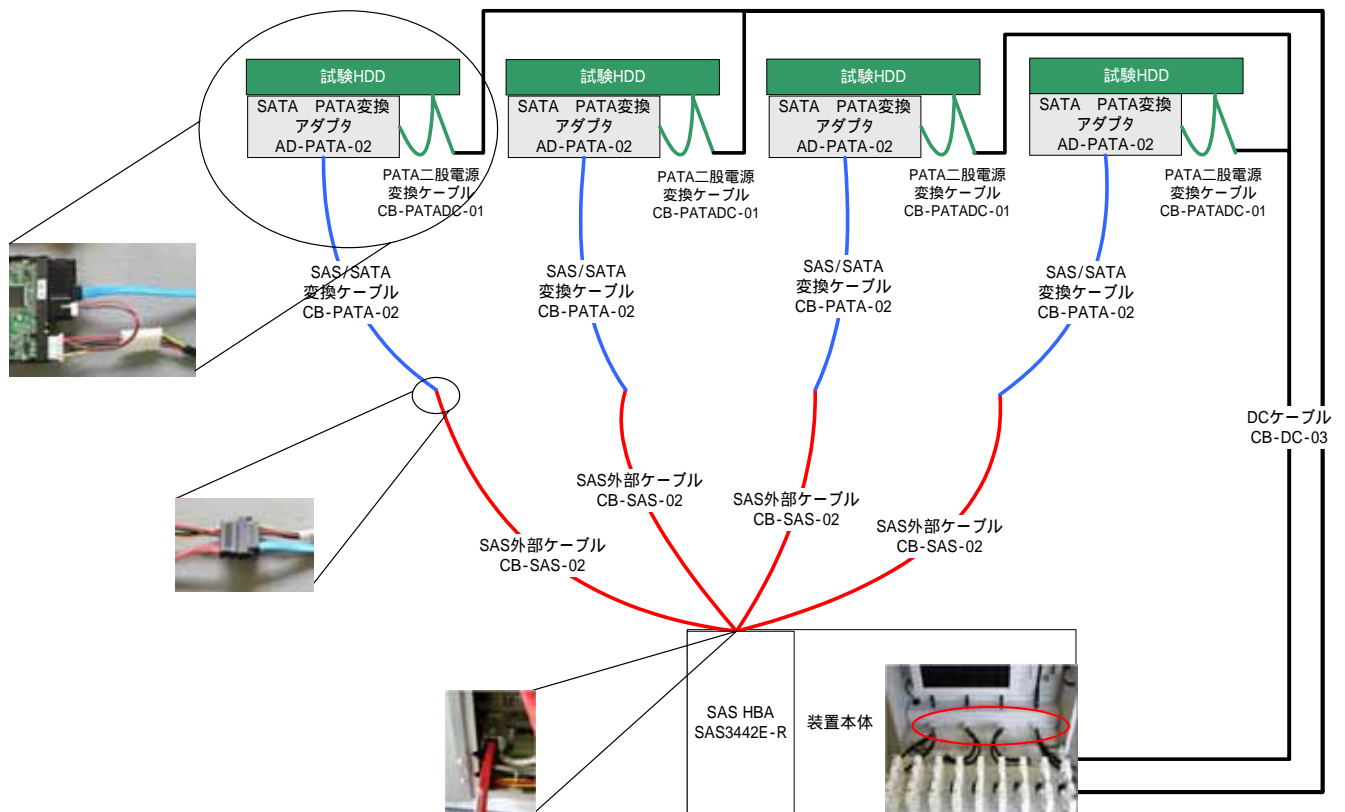 試験HDD
SATA　PATA変換
アダプタ
AD-PATA-02
PATA二股電源
変換ケーブル
CB-PATADC-01
試験HDD
SATA　PATA変換
アダプタ
AD-PATA-02
PATA二股電源
変換ケーブル
CB-PATADC-01
試験HDD
SATA　PATA変換
アダプタ
AD-PATA-02
PATA二股電源
変換ケーブル
CB-PATADC-01
試験HDD
SATA　PATA変換
アダプタ
AD-PATA-02
PATA二股電源
変換ケーブル
CB-PATADC-01
SAS/SATA
変換ケーブル
CB-PATA-02
SAS/SATA
変換ケーブル
CB-PATA-02
SAS/SATA
変換ケーブル
CB-PATA-02
SAS/SATA
変換ケーブル
CB-PATA-02
DCケーブル
CB-DC-03
SAS外部ケーブル
CB-SAS-02
SAS外部ケーブル
CB-SAS-02
SAS外部ケーブル
CB-SAS-02
SAS外部ケーブル
CB-SAS-02
SAS HBA
SAS3442E-R
装置本体